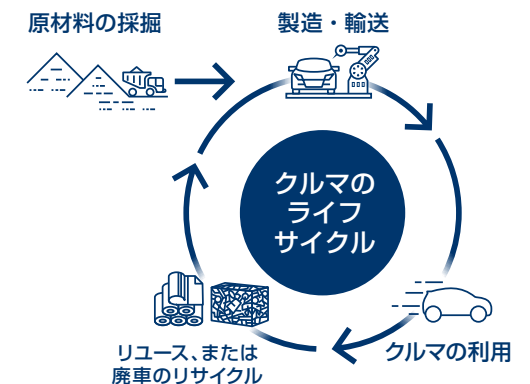 原材料の採掘
製造・輸送
クルマの
ライフ
サイクル
クルマの利用
リユース、または
廃車のリサイクル